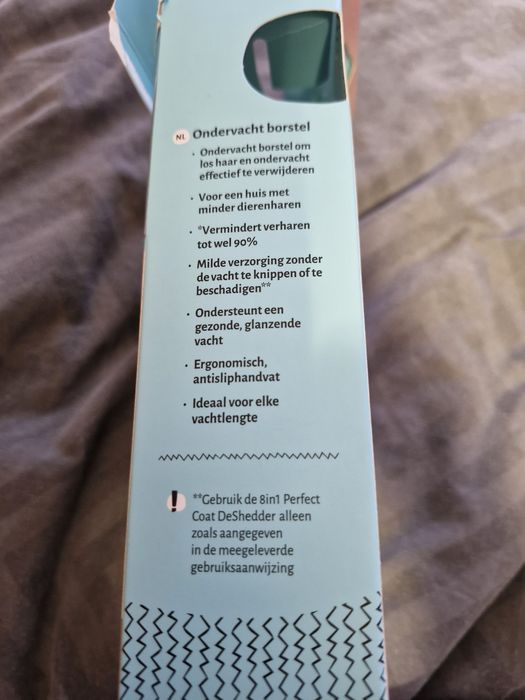 NL Ondervacht borstel
· Ondervacht borstel om
los haar en ondervacht
effectief te verwijderen
· Voor een huis met
minder dierenharen
· *Vermindert verharen
tot wel 90%
· Milde verzorging zonder
de vacht te knippen of te
beschadigen**
· Ondersteunt een
gezonde, glanzende
vacht
· Ergonomisch,
antisliphandvat
· Ideaal voor elke
vachtlengte
! **Gebruik de 8in1 Perfect
Coat DeShedder alleen
zoals aangegeven
in de meegeleverde
gebruiksaanwijzing